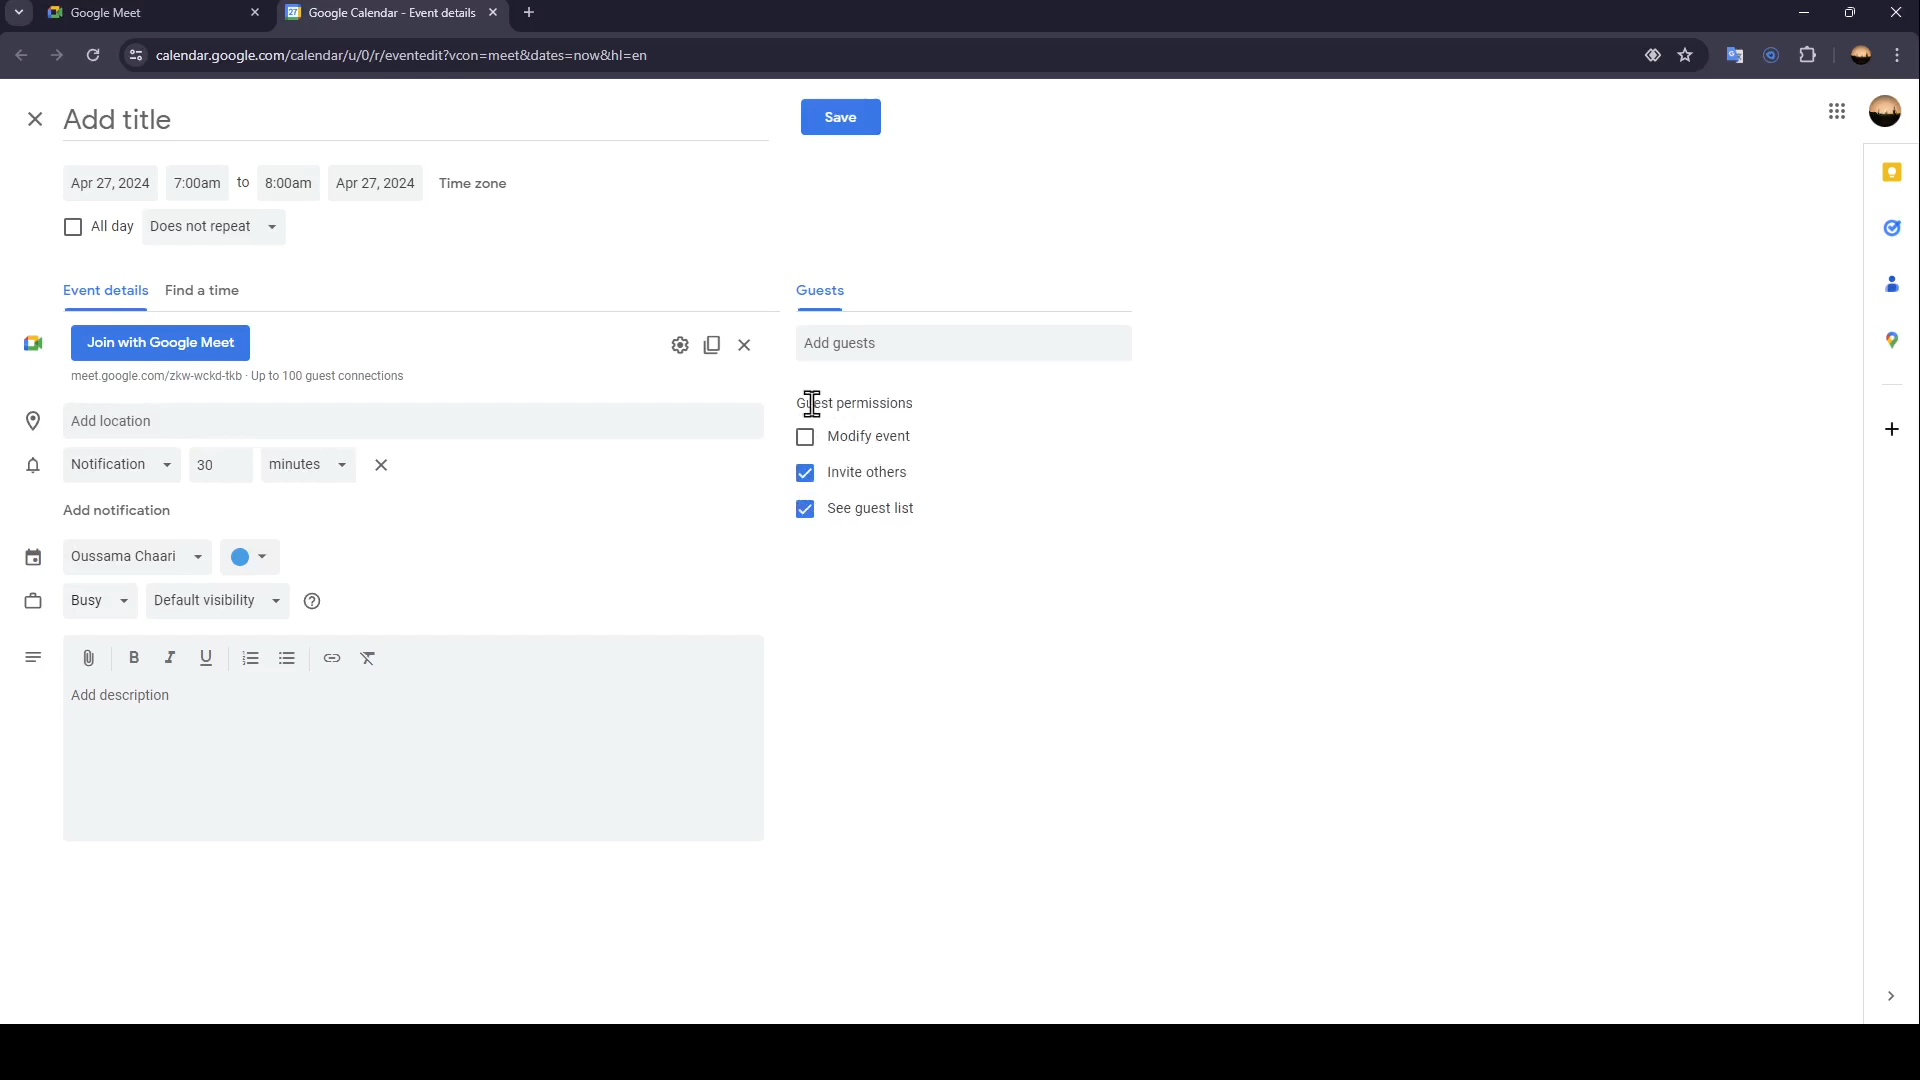 Google Meet
Google Calendar - Event details
calendar.google.com/calendar/u/0/r/eventedit?vcon=meet&dates=now&hl=en
Add title
Save
Apr 27, 2024 7:00am to 8:00am Apr 27, 2024 Time zone
All day Does not repeat
Event details Find a time
Guests
Join with Google Meet
Add guests
meet.google.com/zkw-wckd-tkb · Up to 100 guest connections
Guest permissions
Add location
Modify event
Notification 30 minutes
Invite others
Add notification
See guest list
Oussama Chaari
Busy Default visibility
Add description